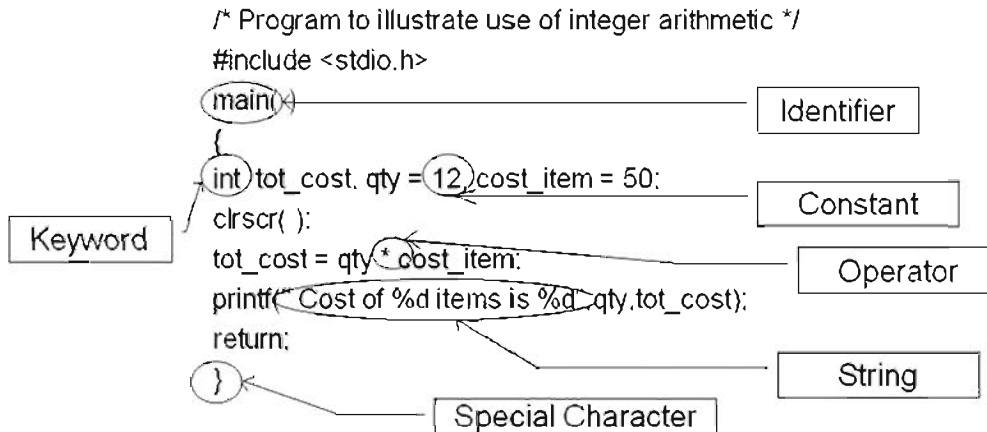 /* Program to illustrate use of integer arithmetic */
#include <stdio.h>
main()
Identifier
{
int tot_cost, qty = 12, cost_item = 50;
Constant
clrscr( );
Keyword
tot_cost = qty * cost_item;
Operator
printf(" Cost of %d items is %d",qty,tot_cost);
return;
String
}
Special Character